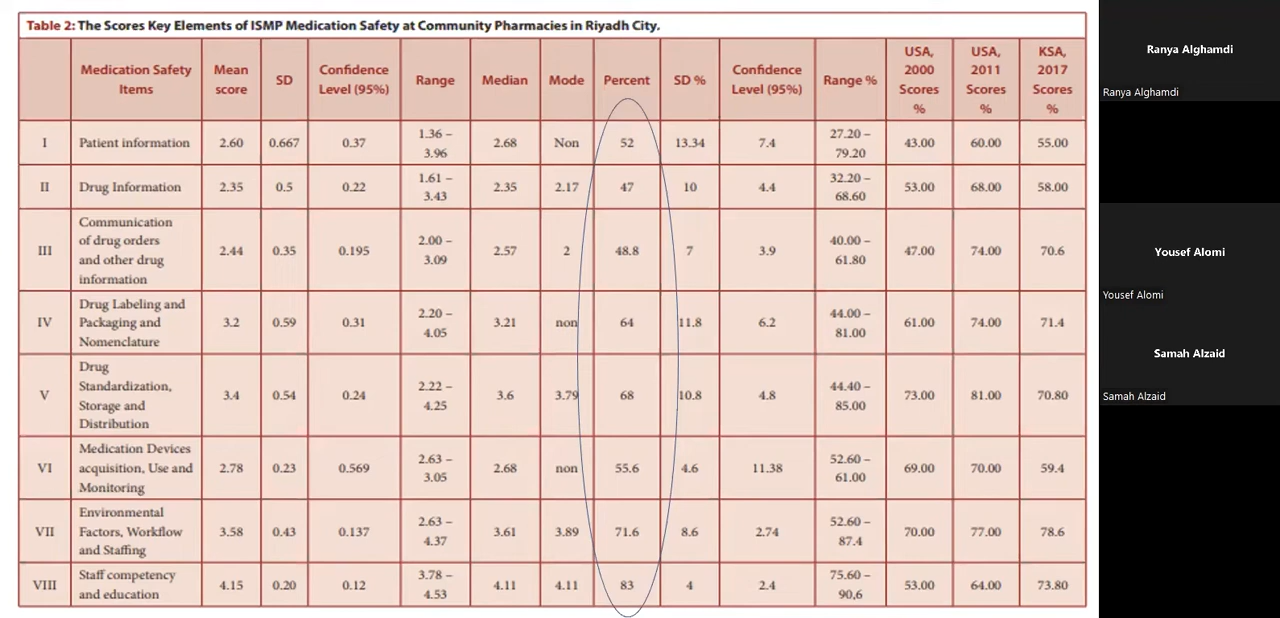 Table 2: The Scores Key Elements of ISMP Medication Safety at Community Pharmacies in Riyadh City.
Medication Safety Items Mean score SD Confidence Level (95%) Range Median Mode Percent SD % Confidence Level (95%) Range % USA, 2000 Scores % USA, 2011 Scores % KSA, 2017 Scores %
I Patient information 2.60 0.667 0.37 1.36 – 3.96 2.68 Non 52 13.34 7.4 27.20 – 79.20 43.00 60.00 55.00
II Drug Information 2.35 0.5 0.22 1.61 – 3.43 2.35 2.17 47 10 4.4 32.20 – 68.60 53.00 68.00 58.00
III Communication of drug orders and other drug information 2.44 0.35 0.195 2.00 – 3.09 2.57 2 48.8 7 3.9 40.00 – 61.80 47.00 74.00 70.6
IV Drug Labeling and Packaging and Nomenclature 3.2 0.59 0.31 2.20 – 4.05 3.21 non 64 11.8 6.2 44.00 – 81.00 61.00 74.00 71.4
V Drug Standardization, Storage and Distribution 3.4 0.54 0.24 2.22 – 4.25 3.6 3.79 68 10.8 4.8 44.40 – 85.00 73.00 81.00 70.80
VI Medication Devices acquisition, Use and Monitoring 2.78 0.23 0.569 2.63 – 3.05 2.68 non 55.6 4.6 11.38 52.60 – 61.00 69.00 70.00 59.4
VII Environmental Factors, Workflow and Staffing 3.58 0.43 0.137 2.63 – 4.37 3.61 3.89 71.6 8.6 2.74 52.60 – 87.4 70.00 77.00 78.6
VIII Staff competency and education 4.15 0.20 0.12 3.78 – 4.53 4.11 4.11 83 4 2.4 75.60 – 90,6 53.00 64.00 73.80
Ranya Alghamdi
Ranya Alghamdi
Yousef Alomi
Yousef Alomi
Samah Alzaid
Samah Alzaid